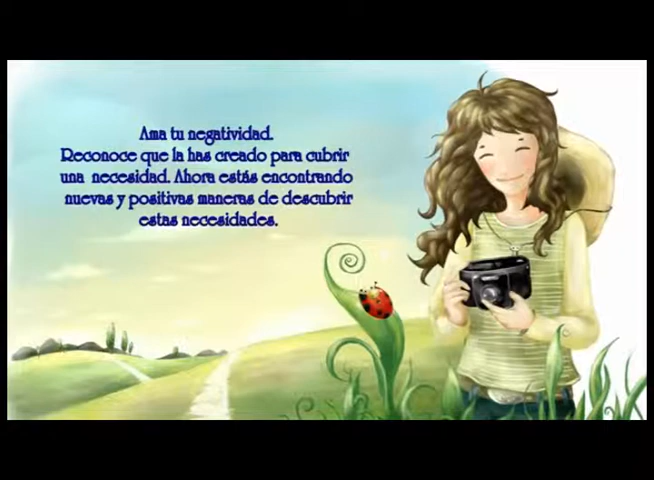 Ama tu negatividad.
Reconoce que la has creado para cubrir
una necesidad. Ahora estás encontrando
nuevas y positivas maneras de descubrir
estas necesidades.